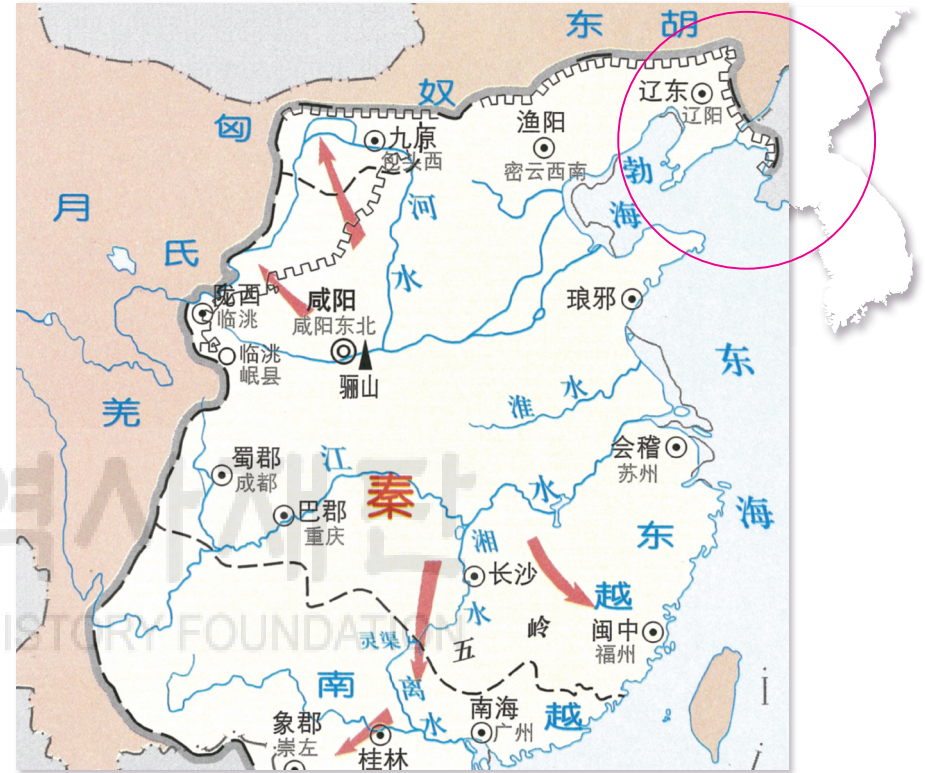 东 胡
奴
匈
月
氏
羌
辽东
辽阳
渔阳
密云西南
九原
包头西
勃
海
河
水
陇西
临洮
临洮
岷县
咸阳
咸阳东北
骊山
琅邪
东
海
淮 水
江
水
蜀郡
成都
巴郡
重庆
秦
会稽
苏州
湘
水
长沙
东
越
闽中
福州
五
岭
灵渠
离
水
南
越
南海
广州
象郡
崇左
桂林
역사재단
HISTORY FOUNDATION